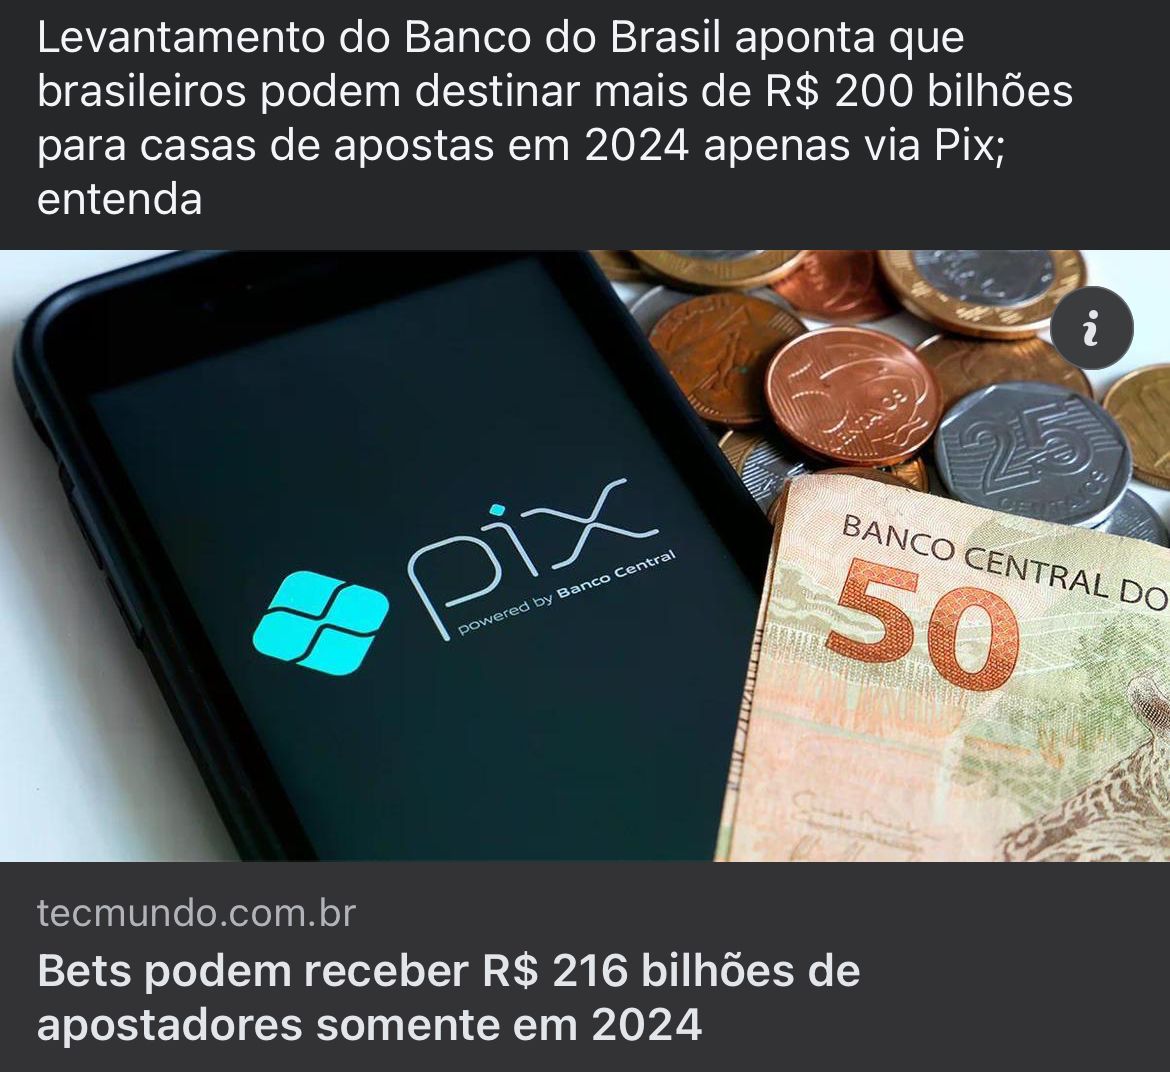 Levantamento do Banco do Brasil aponta que
brasileiros podem destinar mais de R$ 200 bilhões
para casas de apostas em 2024 apenas via Pix;
entenda
i
CENTAVOS
25
CENTAVOS
pix
powered by Banco Central
BANCO CENTRAL DO
50
tecmundo.com.br
Bets podem receber R$ 216 bilhões de
apostadores somente em 2024